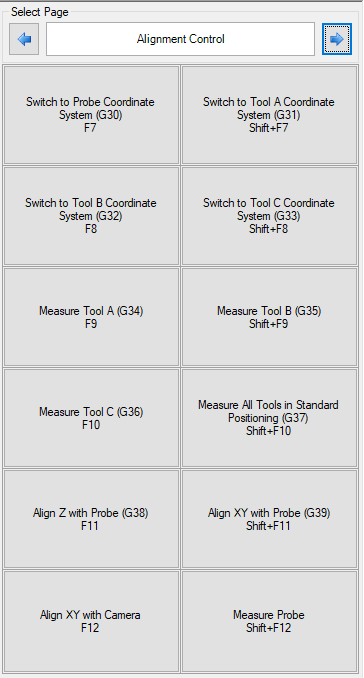 Select Page
Alignment Control
Switch to Probe Coordinate
System (G30)
F7
Switch to Tool A Coordinate
System (G31)
Shift+F7
Switch to Tool B Coordinate
System (G32)
F8
Switch to Tool C Coordinate
System (G33)
Shift+F8
Measure Tool A (G34)
F9
Measure Tool B (G35)
Shift+F9
Measure Tool C (G36)
F10
Measure All Tools in Standard
Positioning (G37)
Shift+F10
Align Z with Probe (G38)
F11
Align XY with Probe (G39)
Shift+F11
Align XY with Camera
F12
Measure Probe
Shift+F12